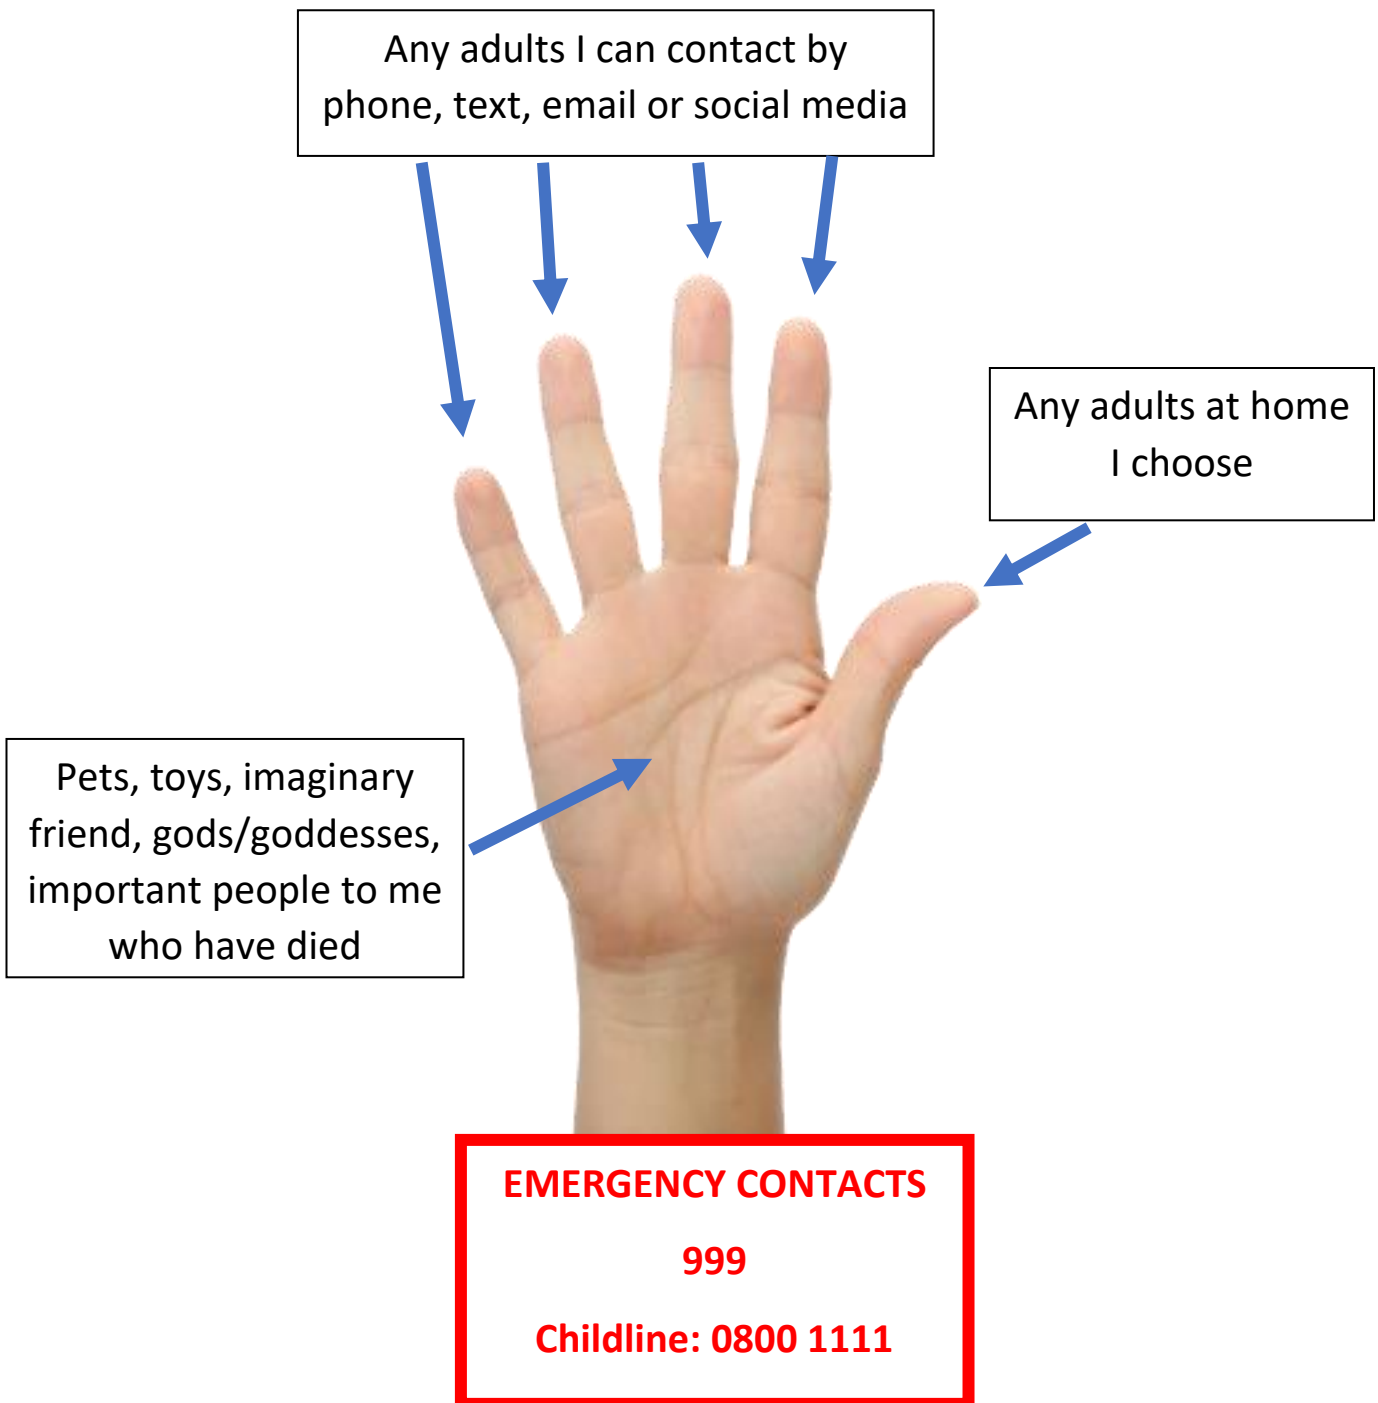 Any adults I can contact by
phone, text, email or social media
Any adults at home
I choose
Pets, toys, imaginary
friend, gods/goddesses,
important people to me
who have died
EMERGENCY CONTACTS
999
Childline: 0800 1111